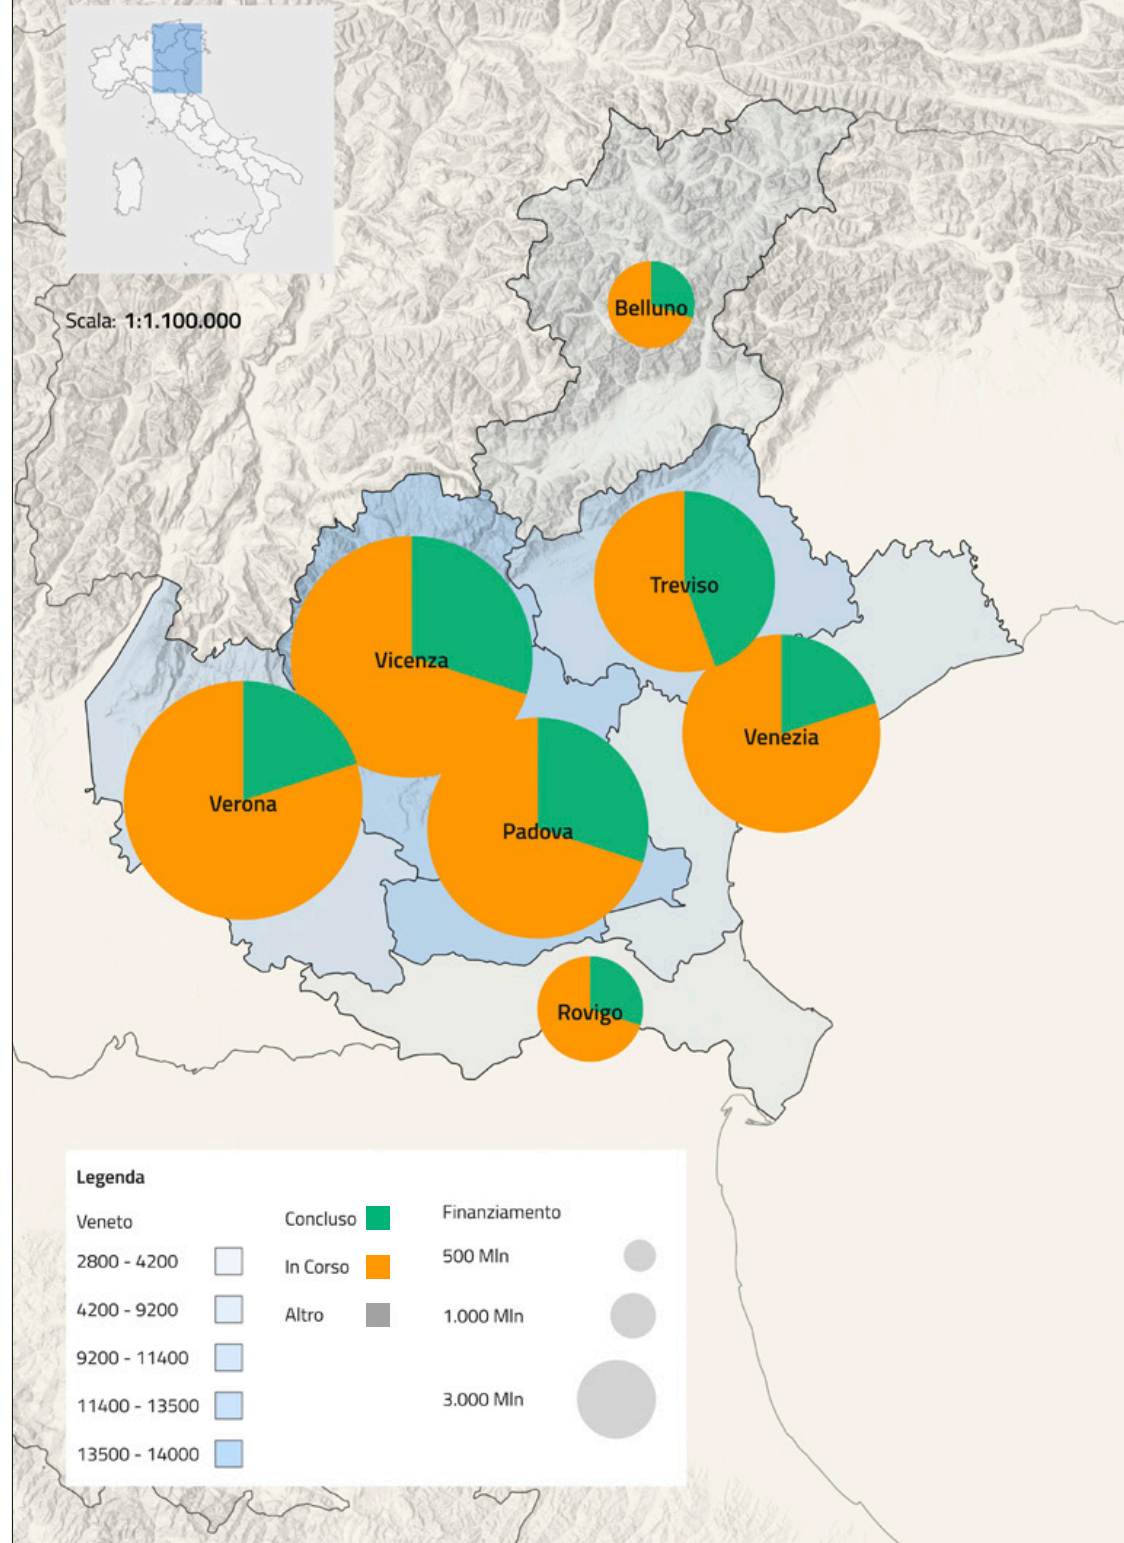 Scala: 1:1.100.000
Belluno
Treviso
Vicenza
Venezia
Verona
Padova
Rovigo
Legenda
Veneto
2800 - 4200
4200 - 9200
9200 - 11400
11400 - 13500
13500 - 14000
Concluso
In Corso
Altro
Finanziamento
500 Mln
1.000 Mln
3.000 Mln